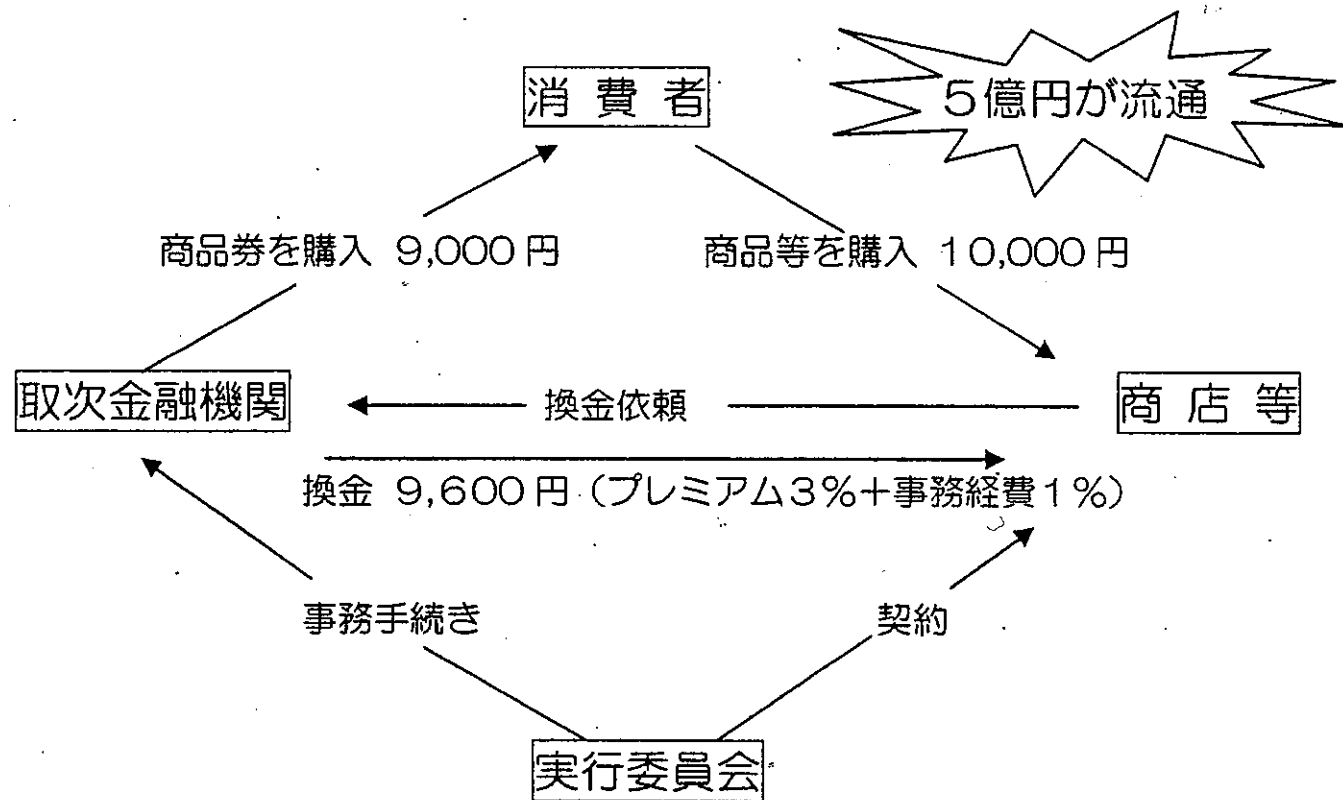 消費者
5億円が流通
商品券を購入 9,000円
商品等を購入 10,000円
取次金融機関
換金依頼
商店等
換金 9,600円(プレミアム3%+事務経費1%)
事務手続き
契約
実行委員会